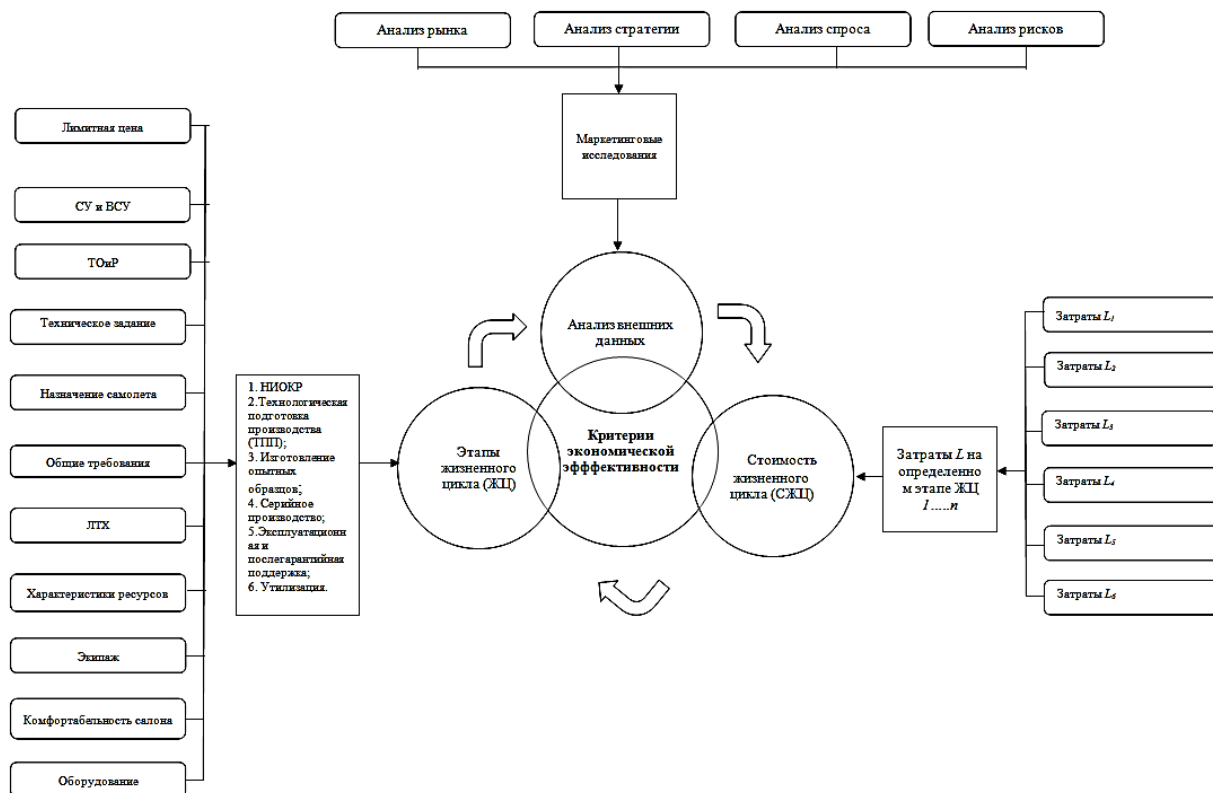 Анализ рынка
Анализ стратегии
Анализ спроса
Анализ рисков
Маркетинговые
исследования
Лимитная цена
СУ и ВСУ
ТОиР
Техническое задание
Назначение самолета
Общие требования
ЛТХ
Характеристики ресурсов
Экипаж
Комфортабельность салона
Оборудование
1. НИОКР
2.Технологическая
подготовка
производства
(ТПП);
3. Изготовление
опытных
образцов;
4. Серийное
производство;
5.Эксплуатацион
ная и
послегарантийная
поддержка;
6. Утилизация.
Анализ внешних
данных
Этапы
жизненного
цикла (ЖЦ)
Критерии
экономической
эфффективности
Стоимость
жизненного
цикла (СЖЦ)
Затраты L на
определенно
м этапе ЖЦ
1.....n
Затраты L1
Затраты L2
Затраты L3
Затраты L4
Затраты L5
Затраты L6